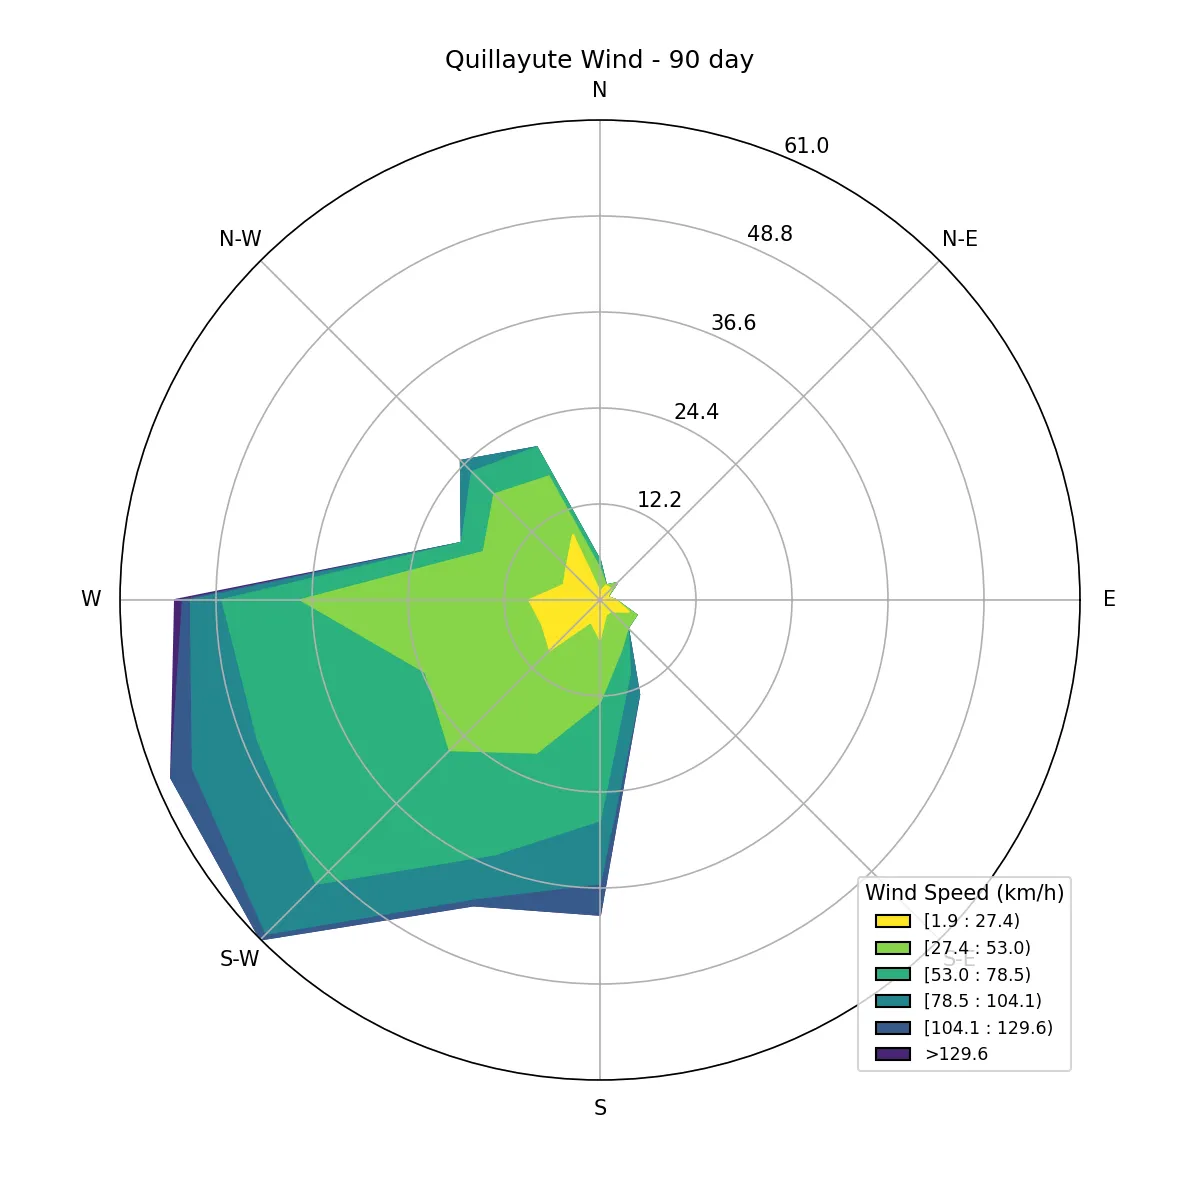 Quillayute Wind - 90 day
N
61.0
N-W
N-E
48.8
36.6
24.4
12.2
W
E
S-W
S-E
Wind Speed (km/h)
[1.9 : 27.4)
[27.4 : 53.0)
[53.0 : 78.5)
[78.5 : 104.1)
[104.1 : 129.6)
>129.6
S